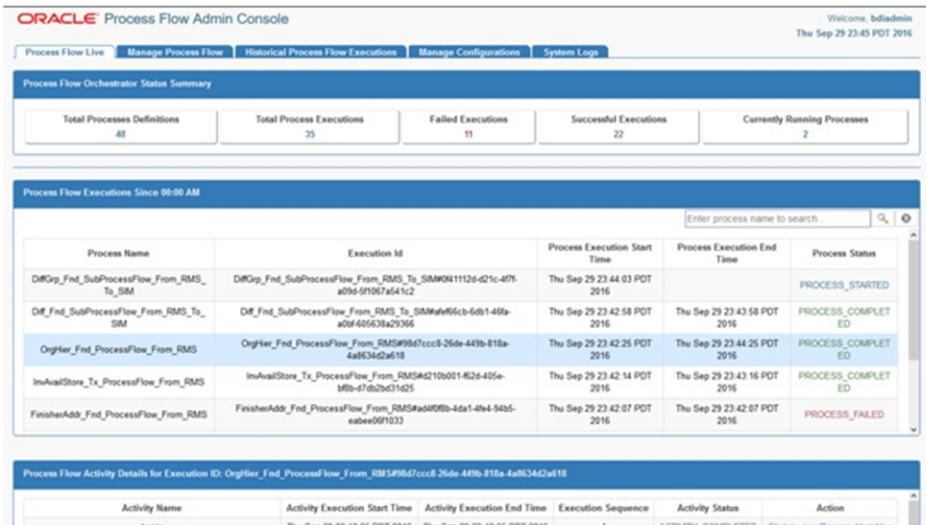 ORACLE Process Flow Admin Console
Welcome, bdiadmin
Thu Sep 29 23:45 PDT 2016
Process Flow Live
Manage Process Flow
Historical Process Flow Executions
Manage Configurations
System Logs
Process Flow Orchestrator Status Summary
Total Processes Definitions
48
Total Process Executions
35
Failed Executions
11
Successful Executions
22
Currently Running Processes
2
Process Flow Executions Since 00:00 AM
Enter process name to search...
Process Name
Execution Id
Process Execution Start
Time
Process Execution End
Time
Process Status
DiffGrp_Fnd_SubProcessFlow_From_RMS_
To_SIM
DiffGrp_Fnd_SubProcessFlow_From_RMS_To_SIM#0f41112d-d21c-4f7f-
a09d-5f1067a541c2
Thu Sep 29 23:44:03 PDT
2016
PROCESS_STARTED
Diff_Fnd_SubProcessFlow_From_RMS_To_
SIM
Diff_Fnd_SubProcessFlow_From_RMS_To_SIM#afef66cb-6db1-46fa-
a0bf-605638a29366
Thu Sep 29 23:42:58 PDT
2016
Thu Sep 29 23:43:58 PDT
2016
PROCESS_COMPLET
ED
OrgHier_Fnd_ProcessFlow_From_RMS
OrgHier_Fnd_ProcessFlow_From_RMS#98d7ccc8-26de-449b-818a-
4a8634d2a618
Thu Sep 29 23:42:25 PDT
2016
Thu Sep 29 23:44:25 PDT
2016
PROCESS_COMPLET
ED
InvAvailStore_Tx_ProcessFlow_From_RMS
InvAvailStore_Tx_ProcessFlow_From_RMS#d210b001-f62d-405e-
bf8b-d7db2bd31d25
Thu Sep 29 23:42:14 PDT
2016
Thu Sep 29 23:43:16 PDT
2016
PROCESS_COMPLET
ED
FinisherAddr_Fnd_ProcessFlow_From_RMS
FinisherAddr_Fnd_ProcessFlow_From_RMS#ad4f0f8b-4da1-4fe4-94b5-
eabee06f1033
Thu Sep 29 23:42:07 PDT
2016
Thu Sep 29 23:42:07 PDT
2016
PROCESS_FAILED
Process Flow Activity Details for Execution ID: OrgHier_Fnd_ProcessFlow_From_RMS#98d7ccc8-26de-449b-818a-4a8634d2a618
Activity Name
Activity Execution Start Time
Activity Execution End Time
Execution Sequence
Activity Status
Action